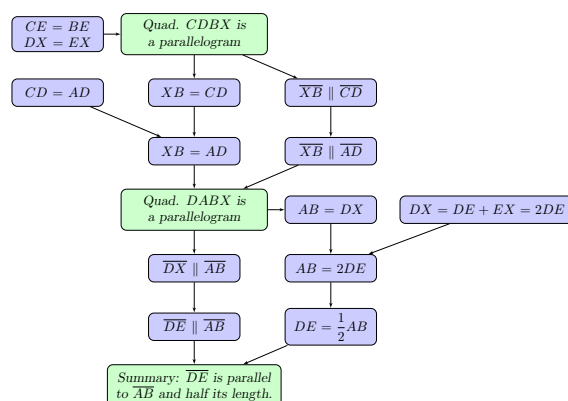 CE = BE
DX = EX
Quad. CDBX is
a parallelogram
CD = AD
XB = CD
XB ∥ CD
XB = AD
XB ∥ AD
Quad. DABX is
a parallelogram
AB = DX
DX = DE + EX = 2DE
DX ∥ AB
AB = 2DE
DE ∥ AB
DE = 1/2 AB
Summary: DE is parallel
to AB and half its length.